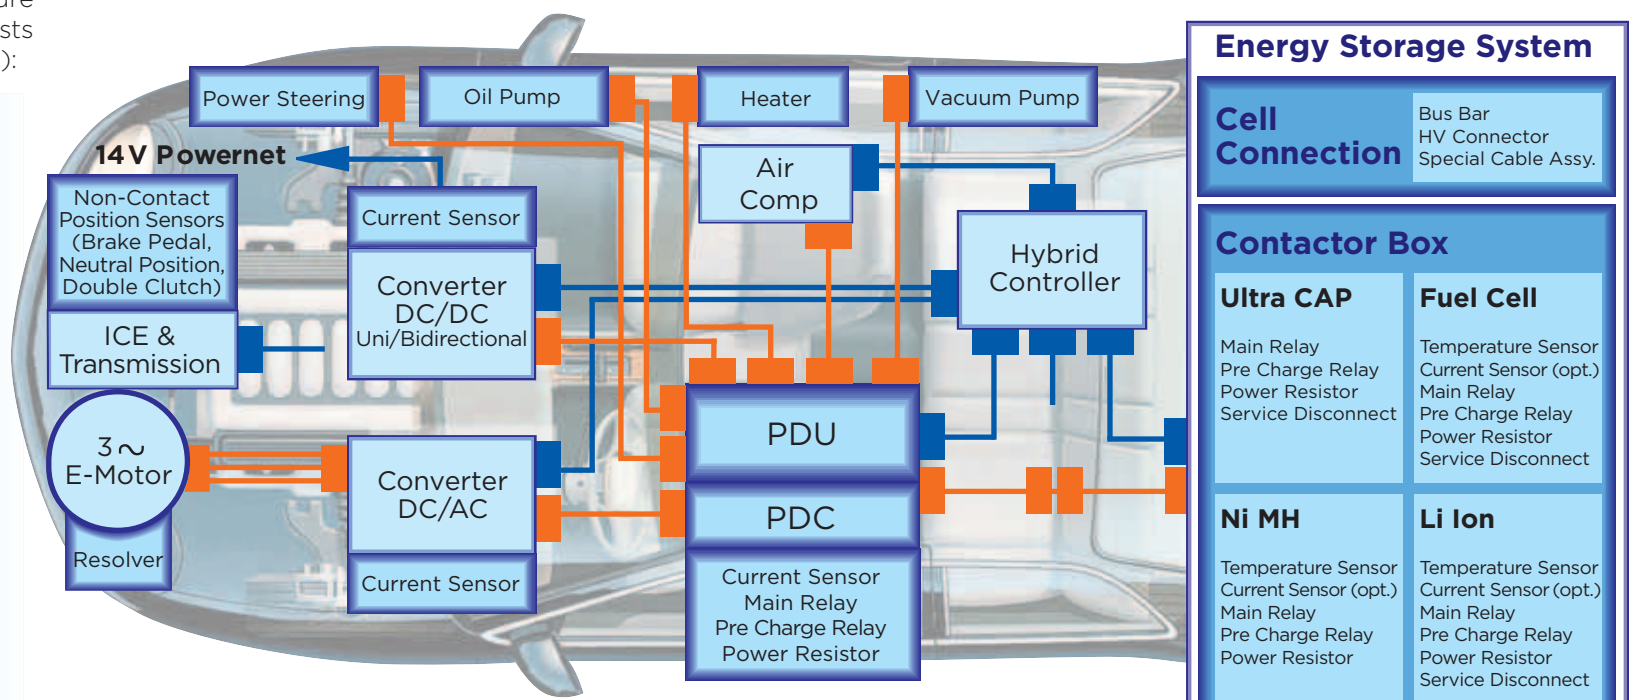 ure
sts
):
Power Steering
Oil Pump
Heater
Vacuum Pump
14V Powernet
Non-Contact
Position Sensors
(Brake Pedal,
Neutral Position,
Double Clutch)
ICE &
Transmission
3~
E-Motor
Resolver
Current Sensor
Converter
DC/DC
Uni/Bidirectional
Converter
DC/AC
Current Sensor
Air
Comp
Hybrid
Controller
PDU
PDC
Current Sensor
Main Relay
Pre Charge Relay
Power Resistor
Energy Storage System
Cell
Connection
Bus Bar
HV Connector
Special Cable Assy.
Contactor Box
Ultra CAP
Main Relay
Pre Charge Relay
Power Resistor
Service Disconnect
Fuel Cell
Temperature Sensor
Current Sensor (opt.)
Main Relay
Pre Charge Relay
Power Resistor
Service Disconnect
Ni MH
Temperature Sensor
Current Sensor (opt.)
Main Relay
Pre Charge Relay
Power Resistor
Li Ion
Temperature Sensor
Current Sensor (opt.)
Main Relay
Pre Charge Relay
Power Resistor
Service Disconnect